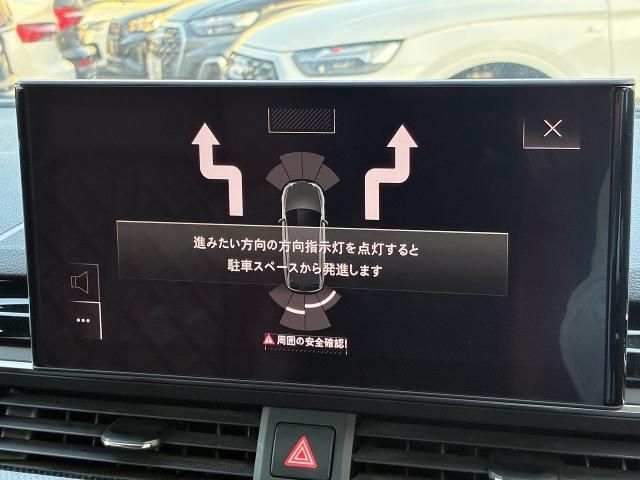 進みたい方向の方向指示灯を点灯すると
駐車スペースから発進します
周囲の安全確認!